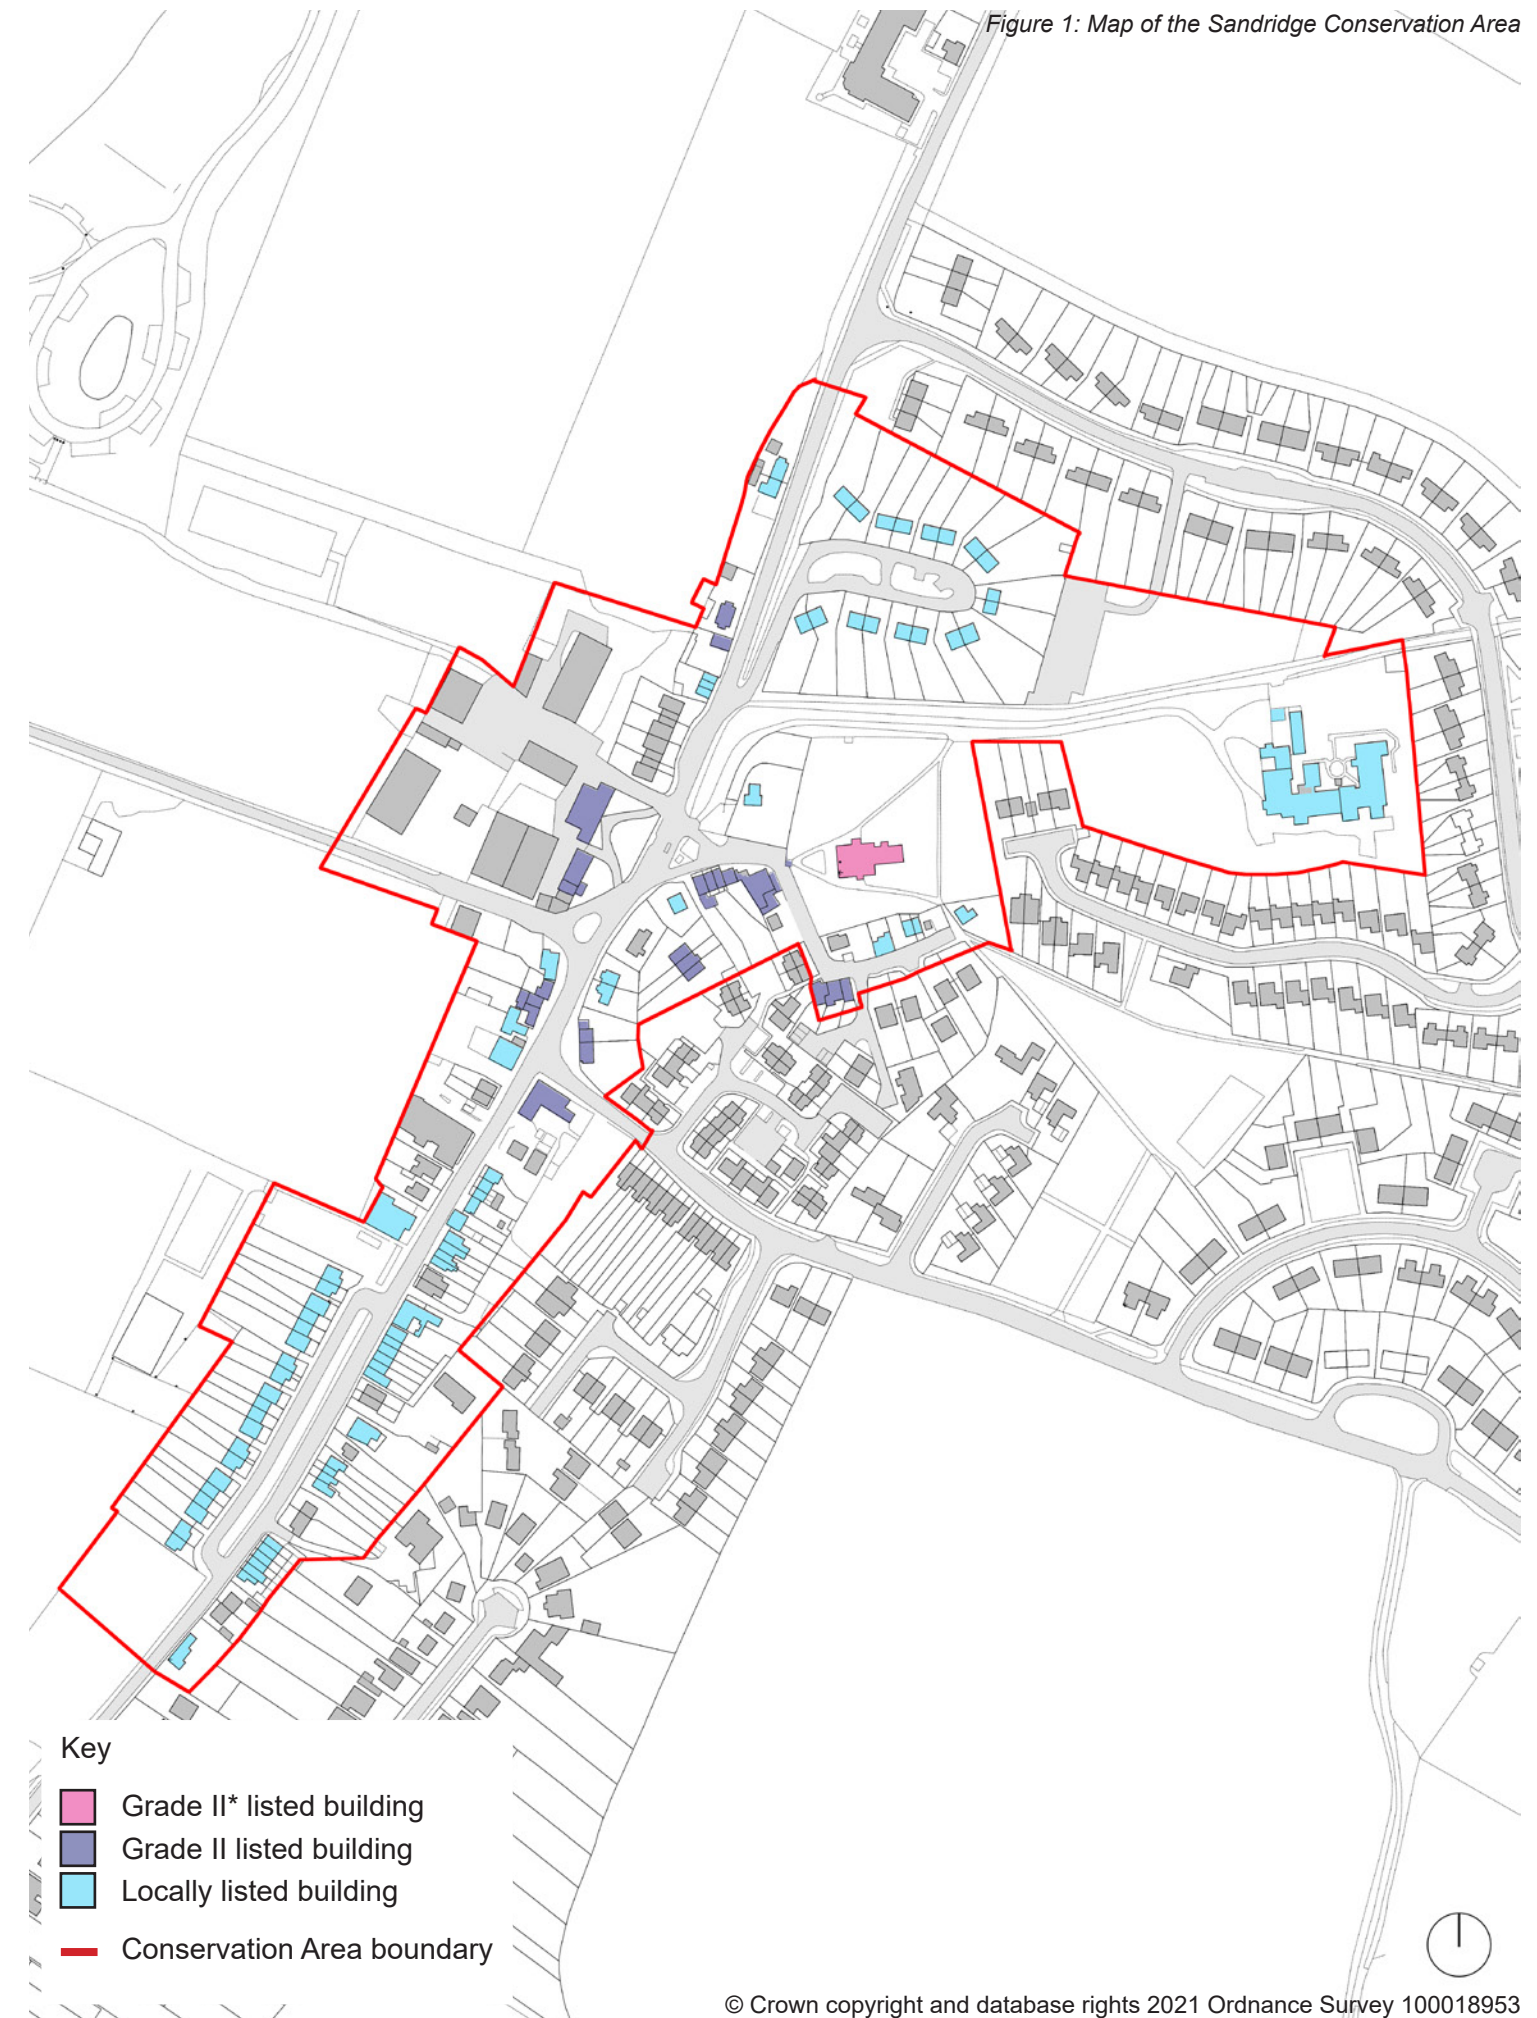 Figure 1: Map of the Sandridge Conservation Area
Key
Grade II* listed building
Grade II listed building
Locally listed building
Conservation Area boundary
© Crown copyright and database rights 2021 Ordnance Survey 100018953